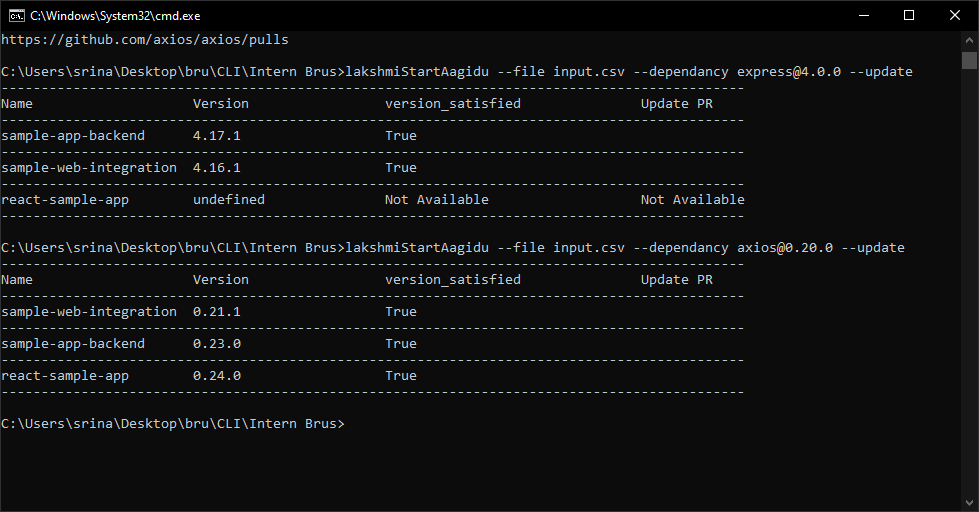 C:\Windows\System32\cmd.exe
https://github.com/axios/axios/pulls
C:\Users\srina\Desktop\bru\CLI\Intern Brus>lakshmiStartAagidu --file input.csv --dependancy express@4.0.0 --update
---------------------------------------------------------------------------------------------
Name                    Version                 version_satisfied               Update PR
---------------------------------------------------------------------------------------------
sample-app-backend      4.17.1                  True
---------------------------------------------------------------------------------------------
sample-web-integration  4.16.1                  True
---------------------------------------------------------------------------------------------
react-sample-app        undefined               Not Available                   Not Available
---------------------------------------------------------------------------------------------
C:\Users\srina\Desktop\bru\CLI\Intern Brus>lakshmiStartAagidu --file input.csv --dependancy axios@0.20.0 --update
---------------------------------------------------------------------------------------------
Name                    Version                 version_satisfied               Update PR
---------------------------------------------------------------------------------------------
sample-web-integration  0.21.1                  True
---------------------------------------------------------------------------------------------
sample-app-backend      0.23.0                  True
---------------------------------------------------------------------------------------------
react-sample-app        0.24.0                  True
---------------------------------------------------------------------------------------------
C:\Users\srina\Desktop\bru\CLI\Intern Brus>